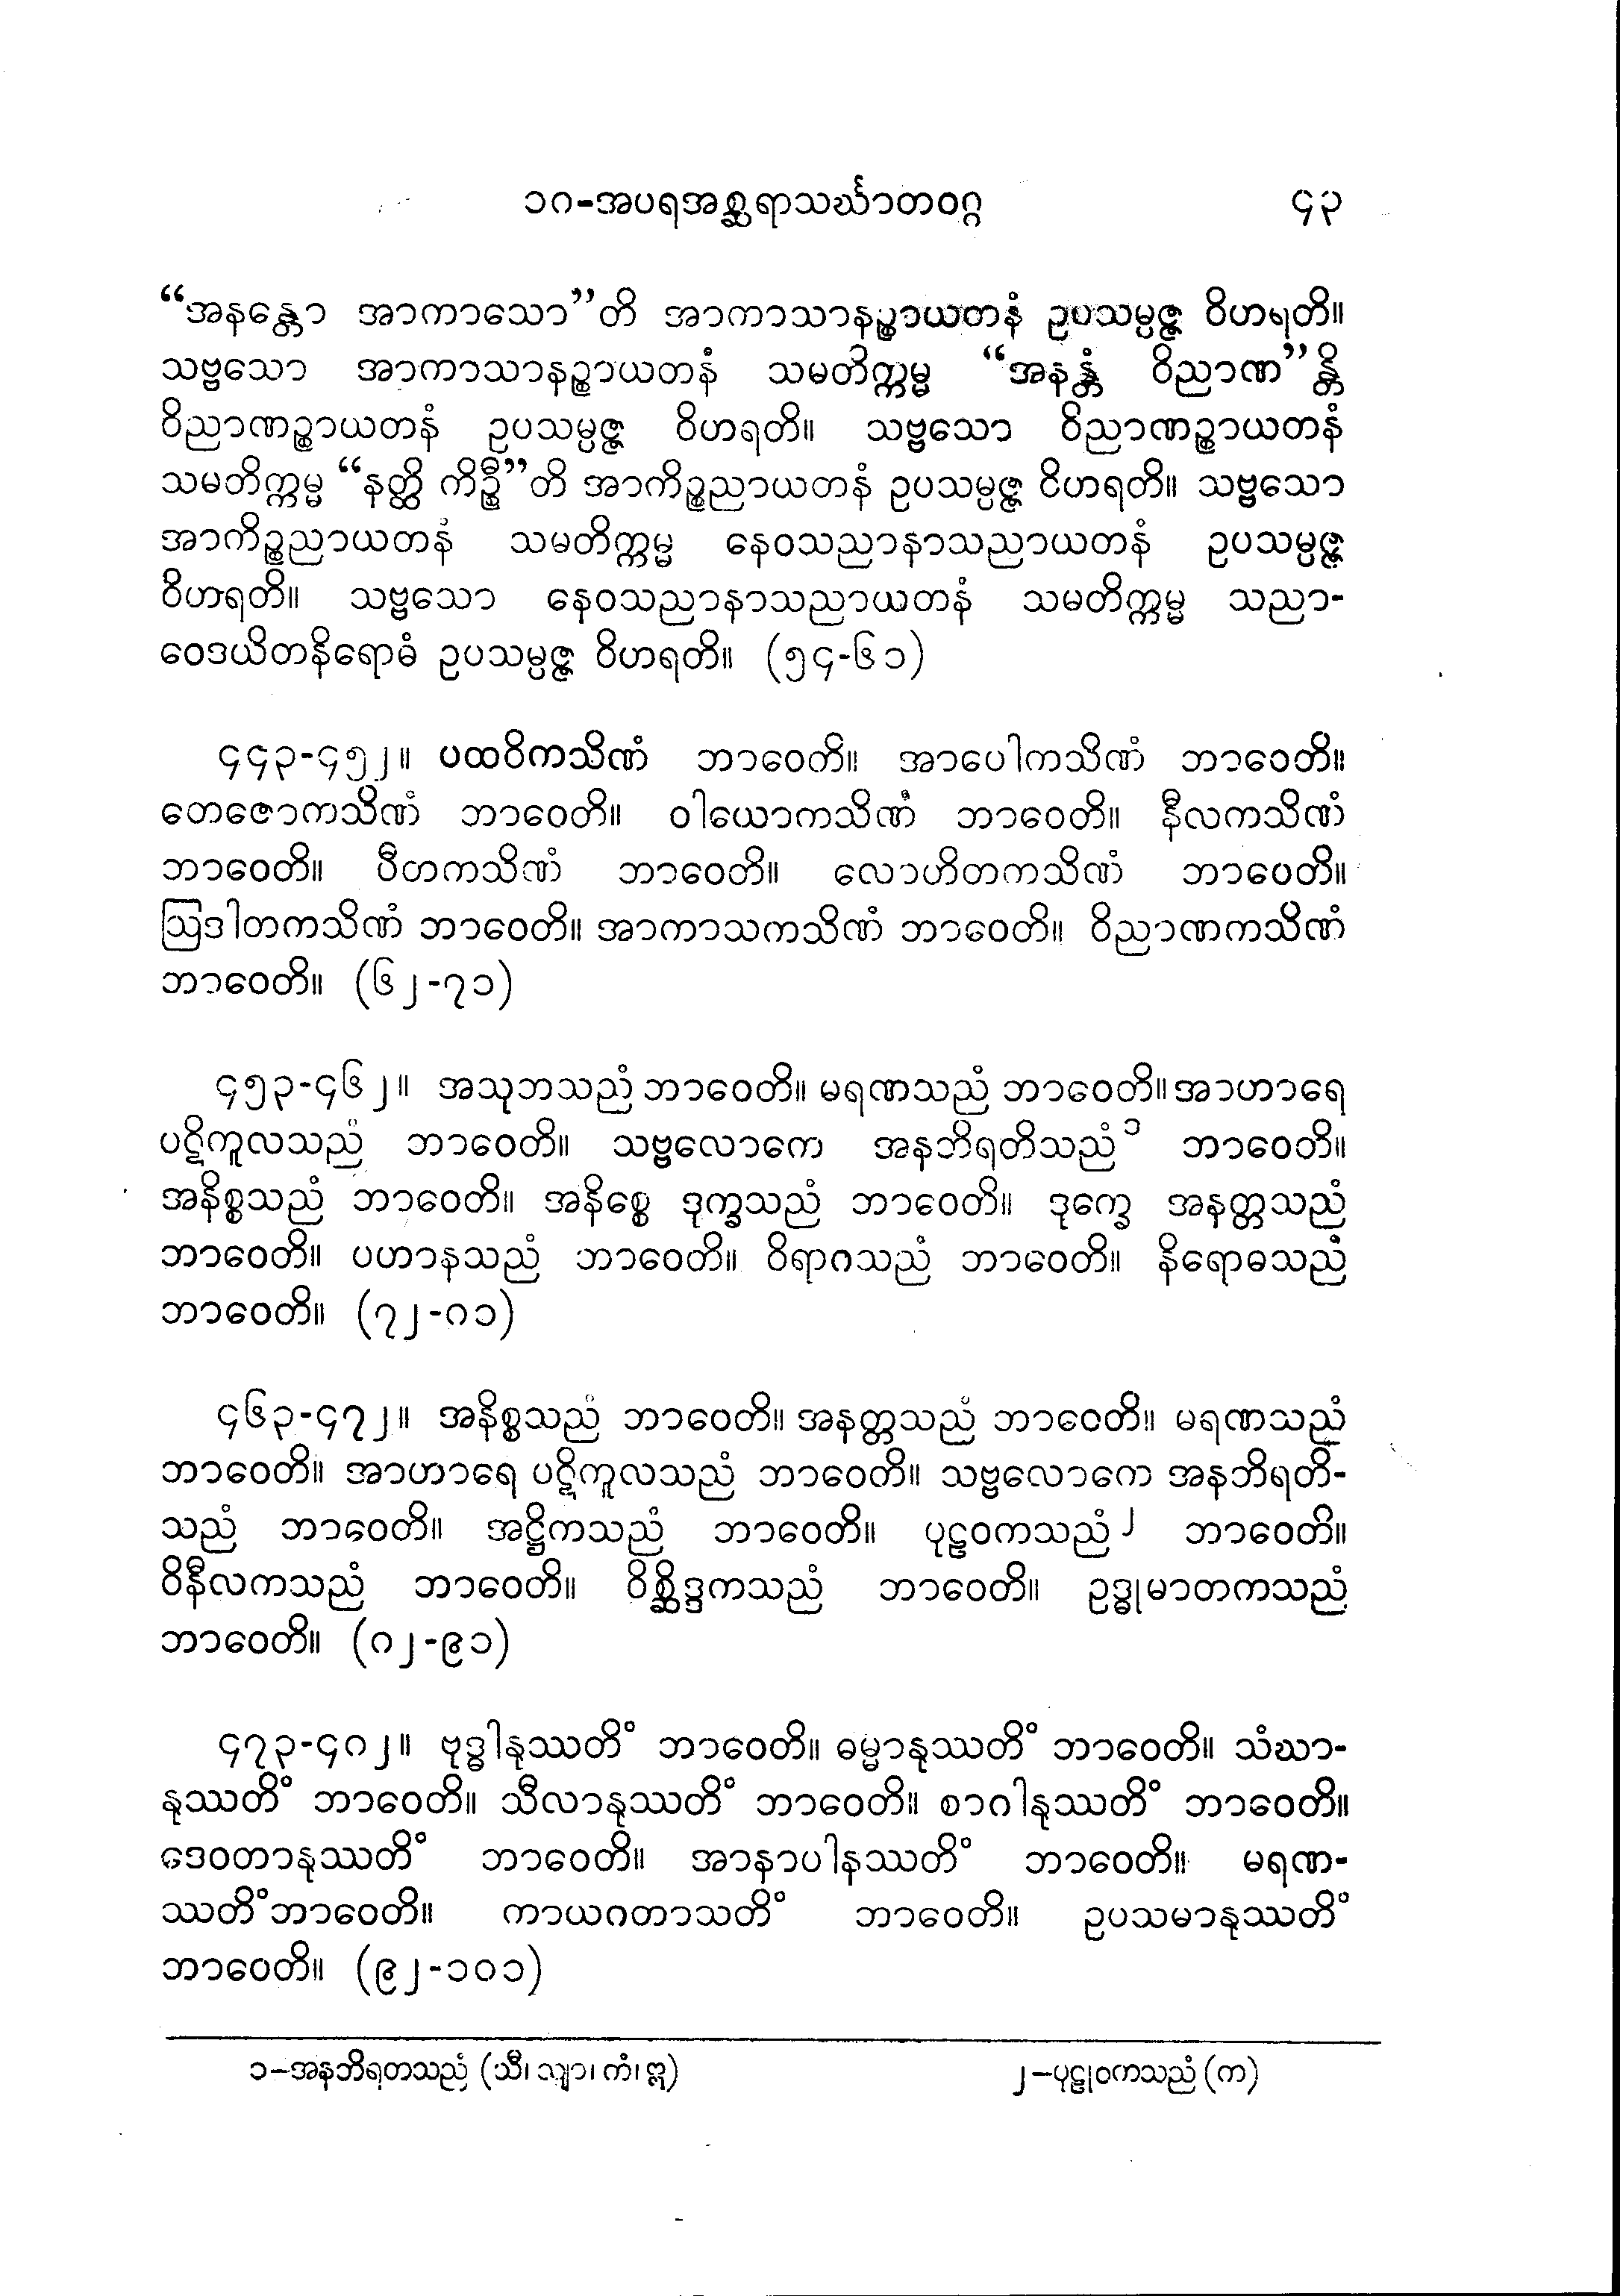 ၁၈-အပရအစ္ဆရာသင်္ဃာတဝဂ္ဂ ၄၃
“အနန္တော အာကာသော”တိ အာကာသာနဉ္စာယတနံ ဥပသမ္ပဇ္ဇ ဝိဟရတိ။
သဗ္ဗသော အာကာသာနဉ္စာယတနံ သမတိက္ကမ္မ “အနန္တံ ဝိညာဏ”န္တိ
ဝိညာဏဉ္စာယတနံ ဥပသမ္ပဇ္ဇ ဝိဟရတိ။ သဗ္ဗသော ဝိညာဏဉ္စာယတနံ
သမတိက္ကမ္မ “နတ္ထိ ကိဉ္စီ”တိ အာကိဉ္စညာယတနံ ဥပသမ္ပဇ္ဇ ဝိဟရတိ။ သဗ္ဗသော
အာကိဉ္စညာယတနံ သမတိက္ကမ္မ နေဝသညာနာသညာယတနံ ဥပသမ္ပဇ္ဇ
ဝိဟရတိ။ သဗ္ဗသော နေဝသညာနာသညာယတနံ သမတိက္ကမ္မ သညာ-
ဝေဒယိတနိရောဓံ ဥပသမ္ပဇ္ဇ ဝိဟရတိ။ (၅၄-၆၁)
၄၄၃-၄၅၂။ ပထဝိကသိဏံ ဘာဝေတိ။ အာပေါကသိဏံ ဘာဝေတိ။
တေဇောကသိဏံ ဘာဝေတိ။ ဝါယောကသိဏံ ဘာဝေတိ။ နီလကသိဏံ
ဘာဝေတိ။ ပီတကသိဏံ ဘာဝေတိ။ လောဟိတကသိဏံ ဘာဝေတိ။
ဩဒါတကသိဏံ ဘာဝေတိ။ အာကာသကသိဏံ ဘာဝေတိ။ ဝိညာဏကသိဏံ
ဘာဝေတိ။ (၆၂-၇၁)
၄၅၃-၄၆၂။ အသုဘသညံ ဘာဝေတိ။ မရဏသညံ ဘာဝေတိ။ အာဟာရေ
ပဋိကူလသညံ ဘာဝေတိ။ သဗ္ဗလောကေ အနဘိရတိသညံ ၁ ဘာဝေတိ။
အနိစ္စသညံ ဘာဝေတိ။ အနိစ္စေ ဒုက္ခသညံ ဘာဝေတိ။ ဒုက္ခေ အနတ္တသညံ
ဘာဝေတိ။ ပဟာနသညံ ဘာဝေတိ။ ဝိရာဂသညံ ဘာဝေတိ။ နိရောဓသညံ
ဘာဝေတိ။ (၇၂-၈၁)
၄၆၃-၄၇၂။ အနိစ္စသညံ ဘာဝေတိ။ အနတ္တသညံ ဘာဝေတိ။ မရဏသညံ
ဘာဝေတိ။ အာဟာရေ ပဋိကူလသညံ ဘာဝေတိ။ သဗ္ဗလောကေ အနဘိရတိ-
သညံ ဘာဝေတိ။ အဋ္ဌိကသညံ ဘာဝေတိ။ ပုဠဝကသညံ ၂ ဘာဝေတိ။
ဝိနီလကသညံ ဘာဝေတိ။ ဝိစ္ဆိဒ္ဒကသညံ ဘာဝေတိ။ ဥဒ္ဓုမာတကသညံ
ဘာဝေတိ။ (၈၂-၉၁)
၄၇၃-၄၈၂။ ဗုဒ္ဓါနုဿတိံ ဘာဝေတိ။ ဓမ္မာနုဿတိံ ဘာဝေတိ။ သံဃာ-
နုဿတိံ ဘာဝေတိ။ သီလာနုဿတိံ ဘာဝေတိ။ စာဂါနုဿတိံ ဘာဝေတိ။
ဒေဝတာနုဿတိံ ဘာဝေတိ။ အာနာပါနဿတိံ ဘာဝေတိ။ မရဏ-
ဿတိံ ဘာဝေတိ။ ကာယဂတာသတိံ ဘာဝေတိ။ ဥပသမာနုဿတိံ
ဘာဝေတိ။ (၉၂-၁၀၁)
၁–အနဘိရတသညံ (သီ၊ သျာ၊ ကံ၊ ဣ) ၂–ပုဠုဝကသညံ (က)